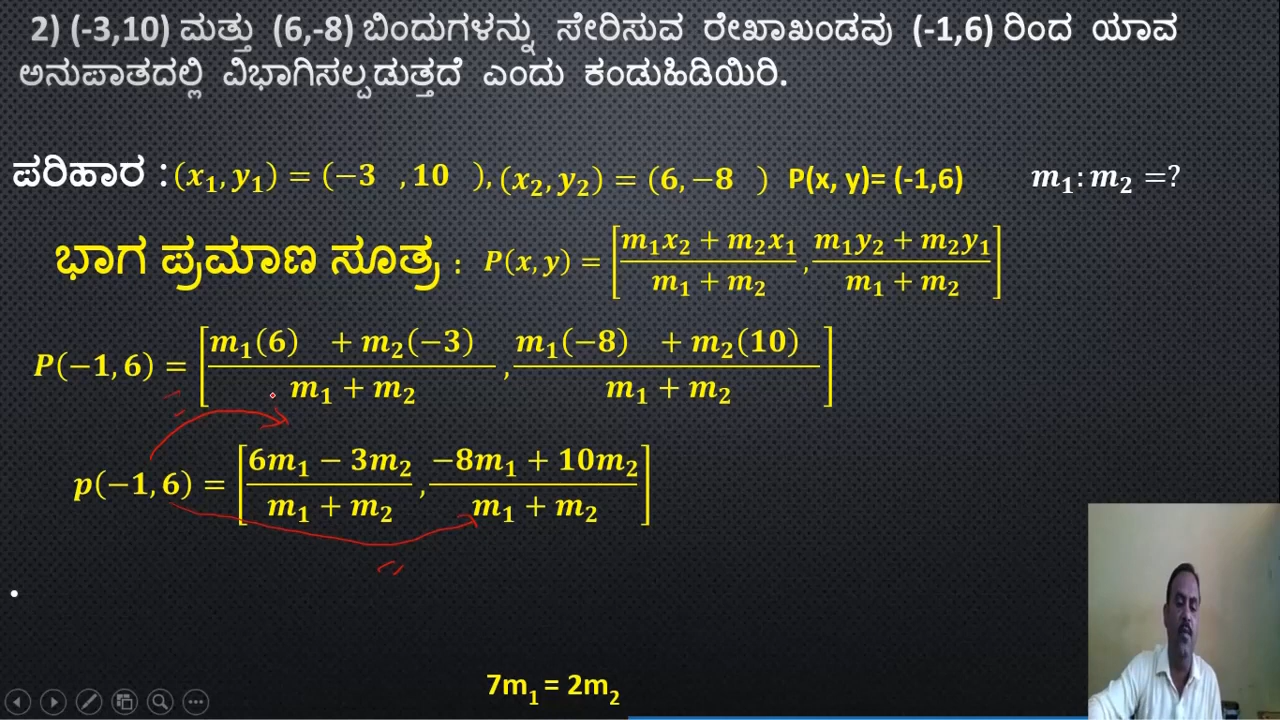 2) (-3,10) ಮತ್ತು (6,-8) ಬಿಂದುಗಳನ್ನು ಸೇರಿಸುವ ರೇಖಾಖಂಡವು (-1,6) ರಿಂದ ಯಾವ
ಅನುಪಾತದಲ್ಲಿ ವಿಭಾಗಿಸಲ್ಪಡುತ್ತದೆ ಎಂದು ಕಂಡುಹಿಡಿಯಿರಿ.
ಪರಿಹಾರ : (x₁, y₁) = (−3 , 10 ), (x₂, y₂) = (6, −8 ) P(x, y)= (-1,6) m₁: m₂ =?
ಭಾಗ ಪ್ರಮಾಣ ಸೂತ್ರ : P(x, y) = [(m₁x₂ + m₂x₁)/(m₁ + m₂), (m₁y₂ + m₂y₁)/(m₁ + m₂)]
P(−1, 6) = [(m₁(6) + m₂(−3))/(m₁ + m₂), (m₁(−8) + m₂(10))/(m₁ + m₂)]
p(−1, 6) = [(6m₁ − 3m₂)/(m₁ + m₂), (−8m₁ + 10m₂)/(m₁ + m₂)]
7m₁ = 2m₂